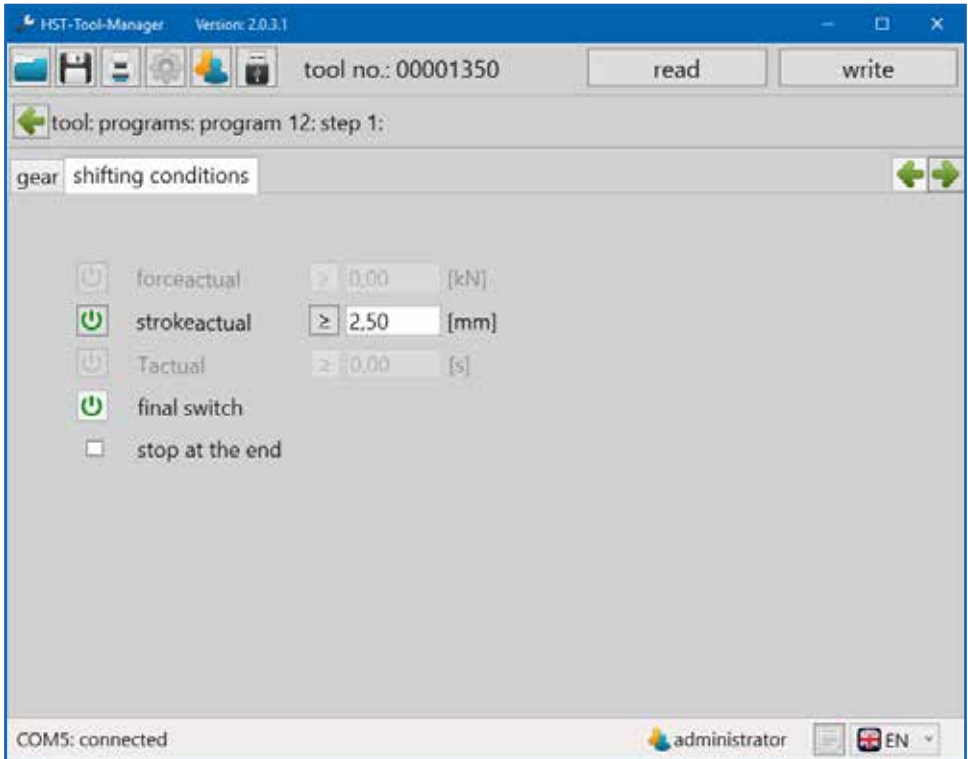 HST-Tool-Manager Version: 2.0.3.1
tool no.: 00001350 read write
tool: programs: program 12: step 1:
gear shifting conditions
forceactual ≥ 0,00 [kN]
strokeactual ≥ 2,50 [mm]
Tactual ≥ 0,00 [s]
final switch
stop at the end
COM5: connected administrator EN